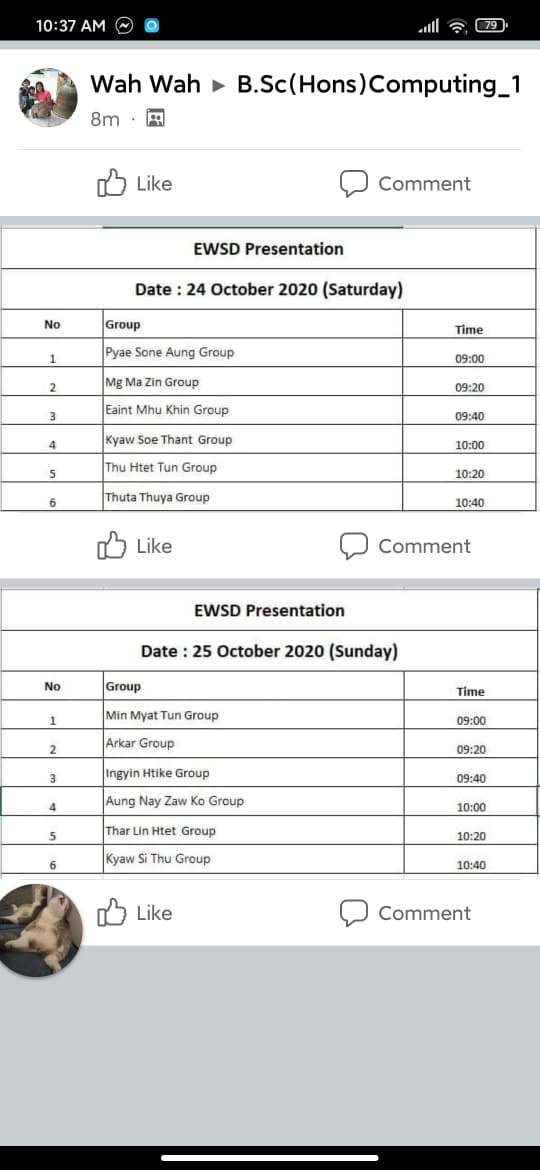 10:37 AM
79
Wah Wah ▸ B.Sc(Hons)Computing_1
8m ·
Like Comment
EWSD Presentation
Date : 24 October 2020 (Saturday)
No Group Time
1 Pyae Sone Aung Group 09:00
2 Mg Ma Zin Group 09:20
3 Eaint Mhu Khin Group 09:40
4 Kyaw Soe Thant Group 10:00
5 Thu Htet Tun Group 10:20
6 Thuta Thuya Group 10:40
Like Comment
EWSD Presentation
Date : 25 October 2020 (Sunday)
No Group Time
1 Min Myat Tun Group 09:00
2 Arkar Group 09:20
3 Ingyin Htike Group 09:40
4 Aung Nay Zaw Ko Group 10:00
5 Thar Lin Htet Group 10:20
6 Kyaw Si Thu Group 10:40
Like Comment